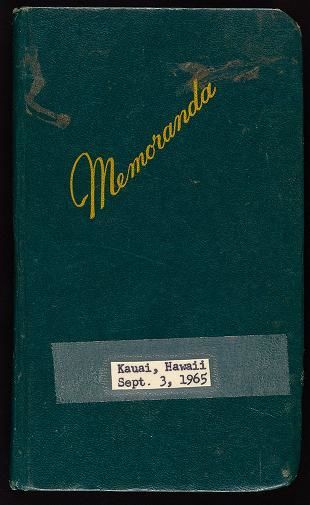 Memoranda
Kauai, Hawaii
Sept. 3, 1965